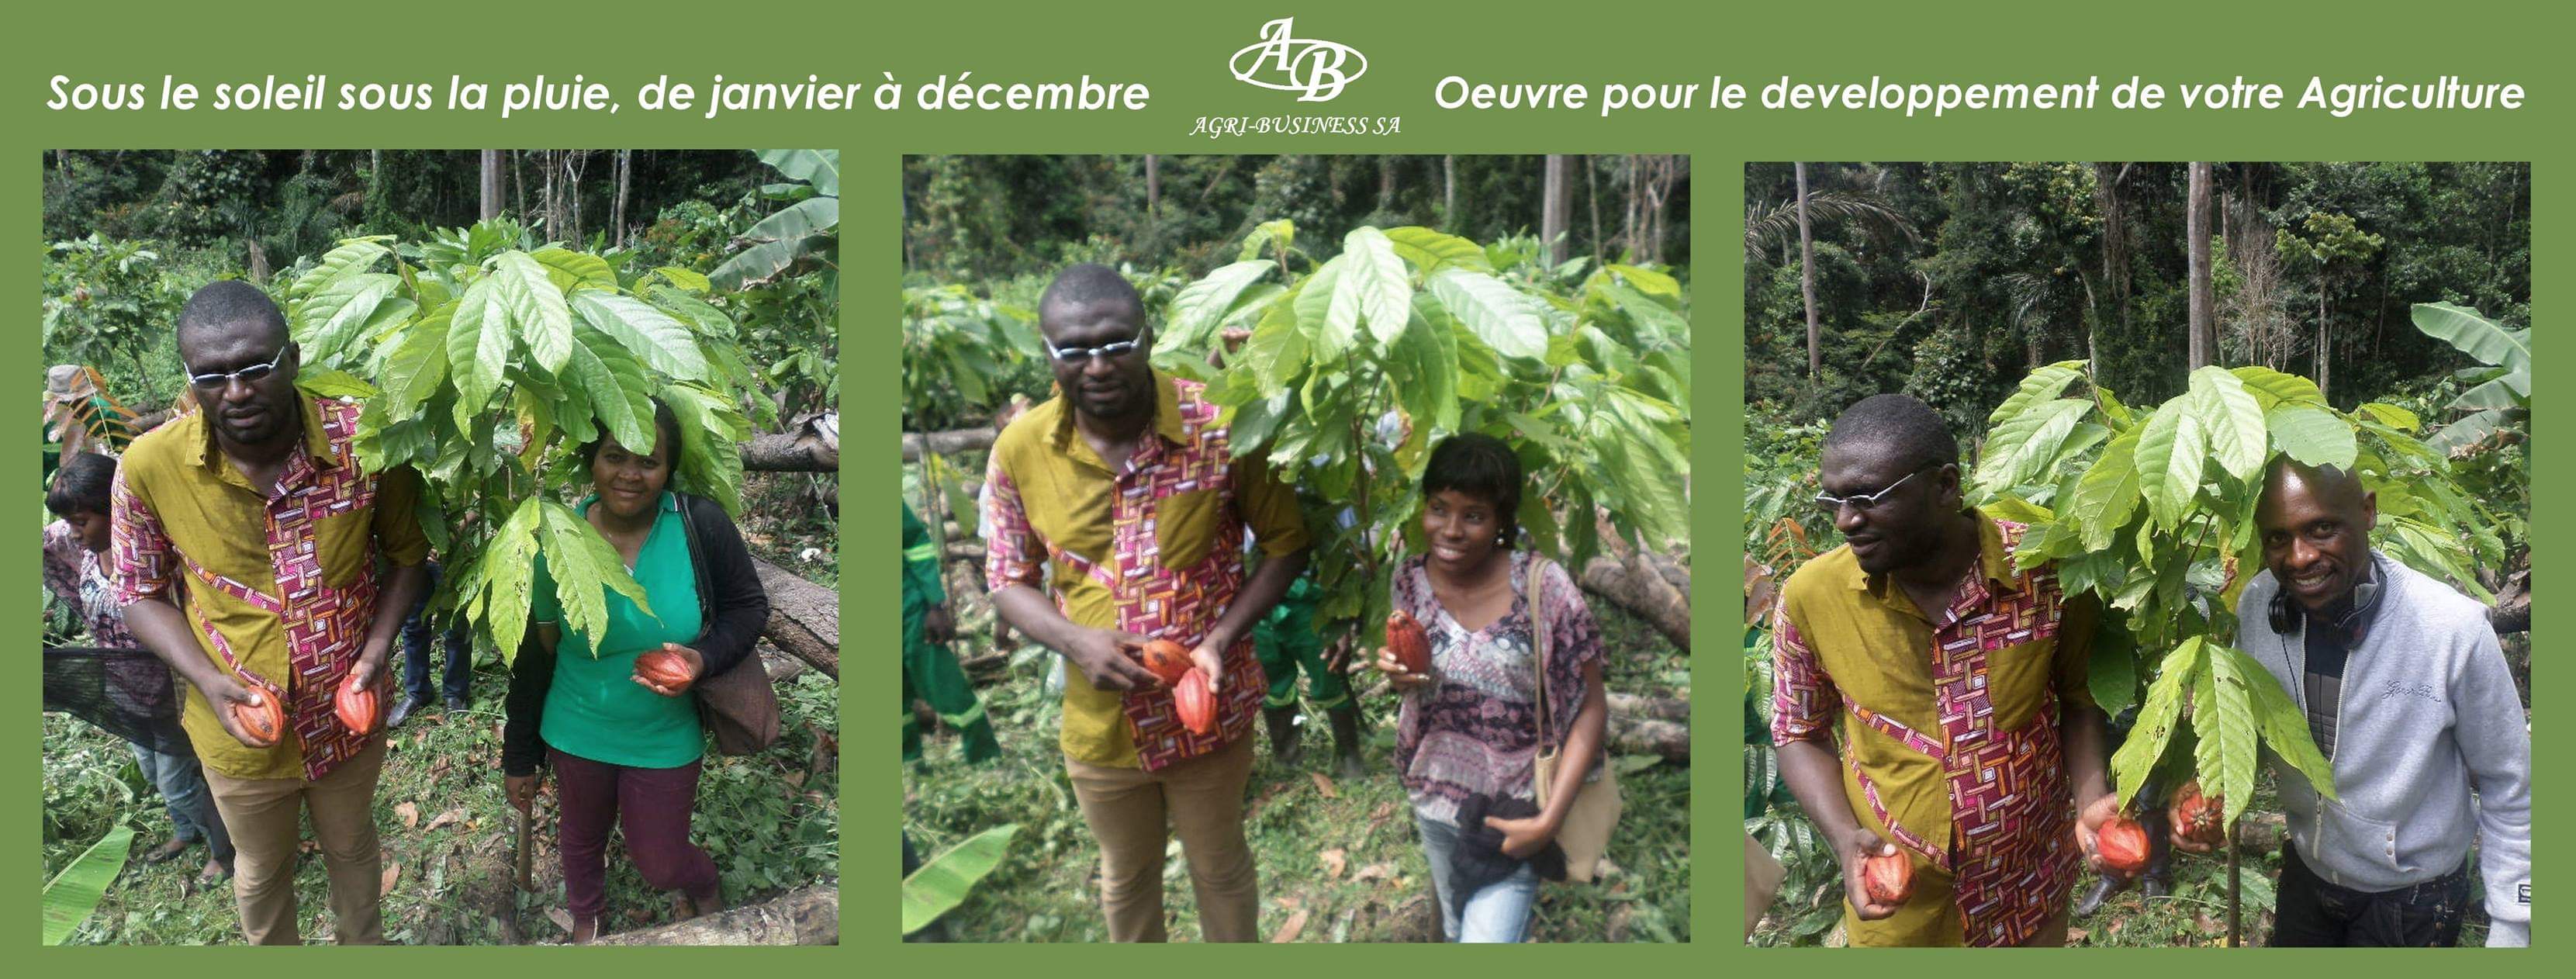 Sous le soleil sous la pluie, de janvier à décembre
AB
AGRI-BUSINESS SA
Oeuvre pour le developpement de votre Agriculture